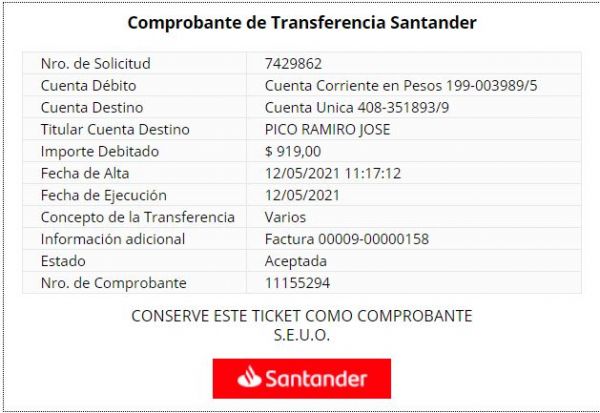 Comprobante de Transferencia Santander
Nro. de Solicitud 7429862
Cuenta Débito Cuenta Corriente en Pesos 199-003989/5
Cuenta Destino Cuenta Unica 408-351893/9
Titular Cuenta Destino PICO RAMIRO JOSE
Importe Debitado $ 919,00
Fecha de Alta 12/05/2021 11:17:12
Fecha de Ejecución 12/05/2021
Concepto de la Transferencia Varios
Información adicional Factura 00009-00000158
Estado Aceptada
Nro. de Comprobante 11155294
CONSERVE ESTE TICKET COMO COMPROBANTE
S.E.U.O.
Santander